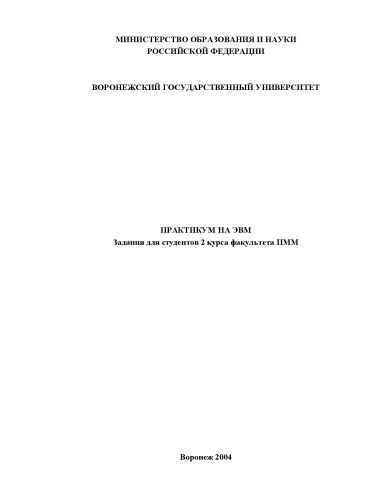 МИНИСТЕРСТВО ОБРАЗОВАНИЯ И НАУКИ
РОССИЙСКОЙ ФЕДЕРАЦИИ
ВОРОНЕЖСКИЙ ГОСУДАРСТВЕННЫЙ УНИВЕРСИТЕТ
ПРАКТИКУМ НА ЭВМ
Задания для студентов 2 курса факультета ПММ
Воронеж 2004